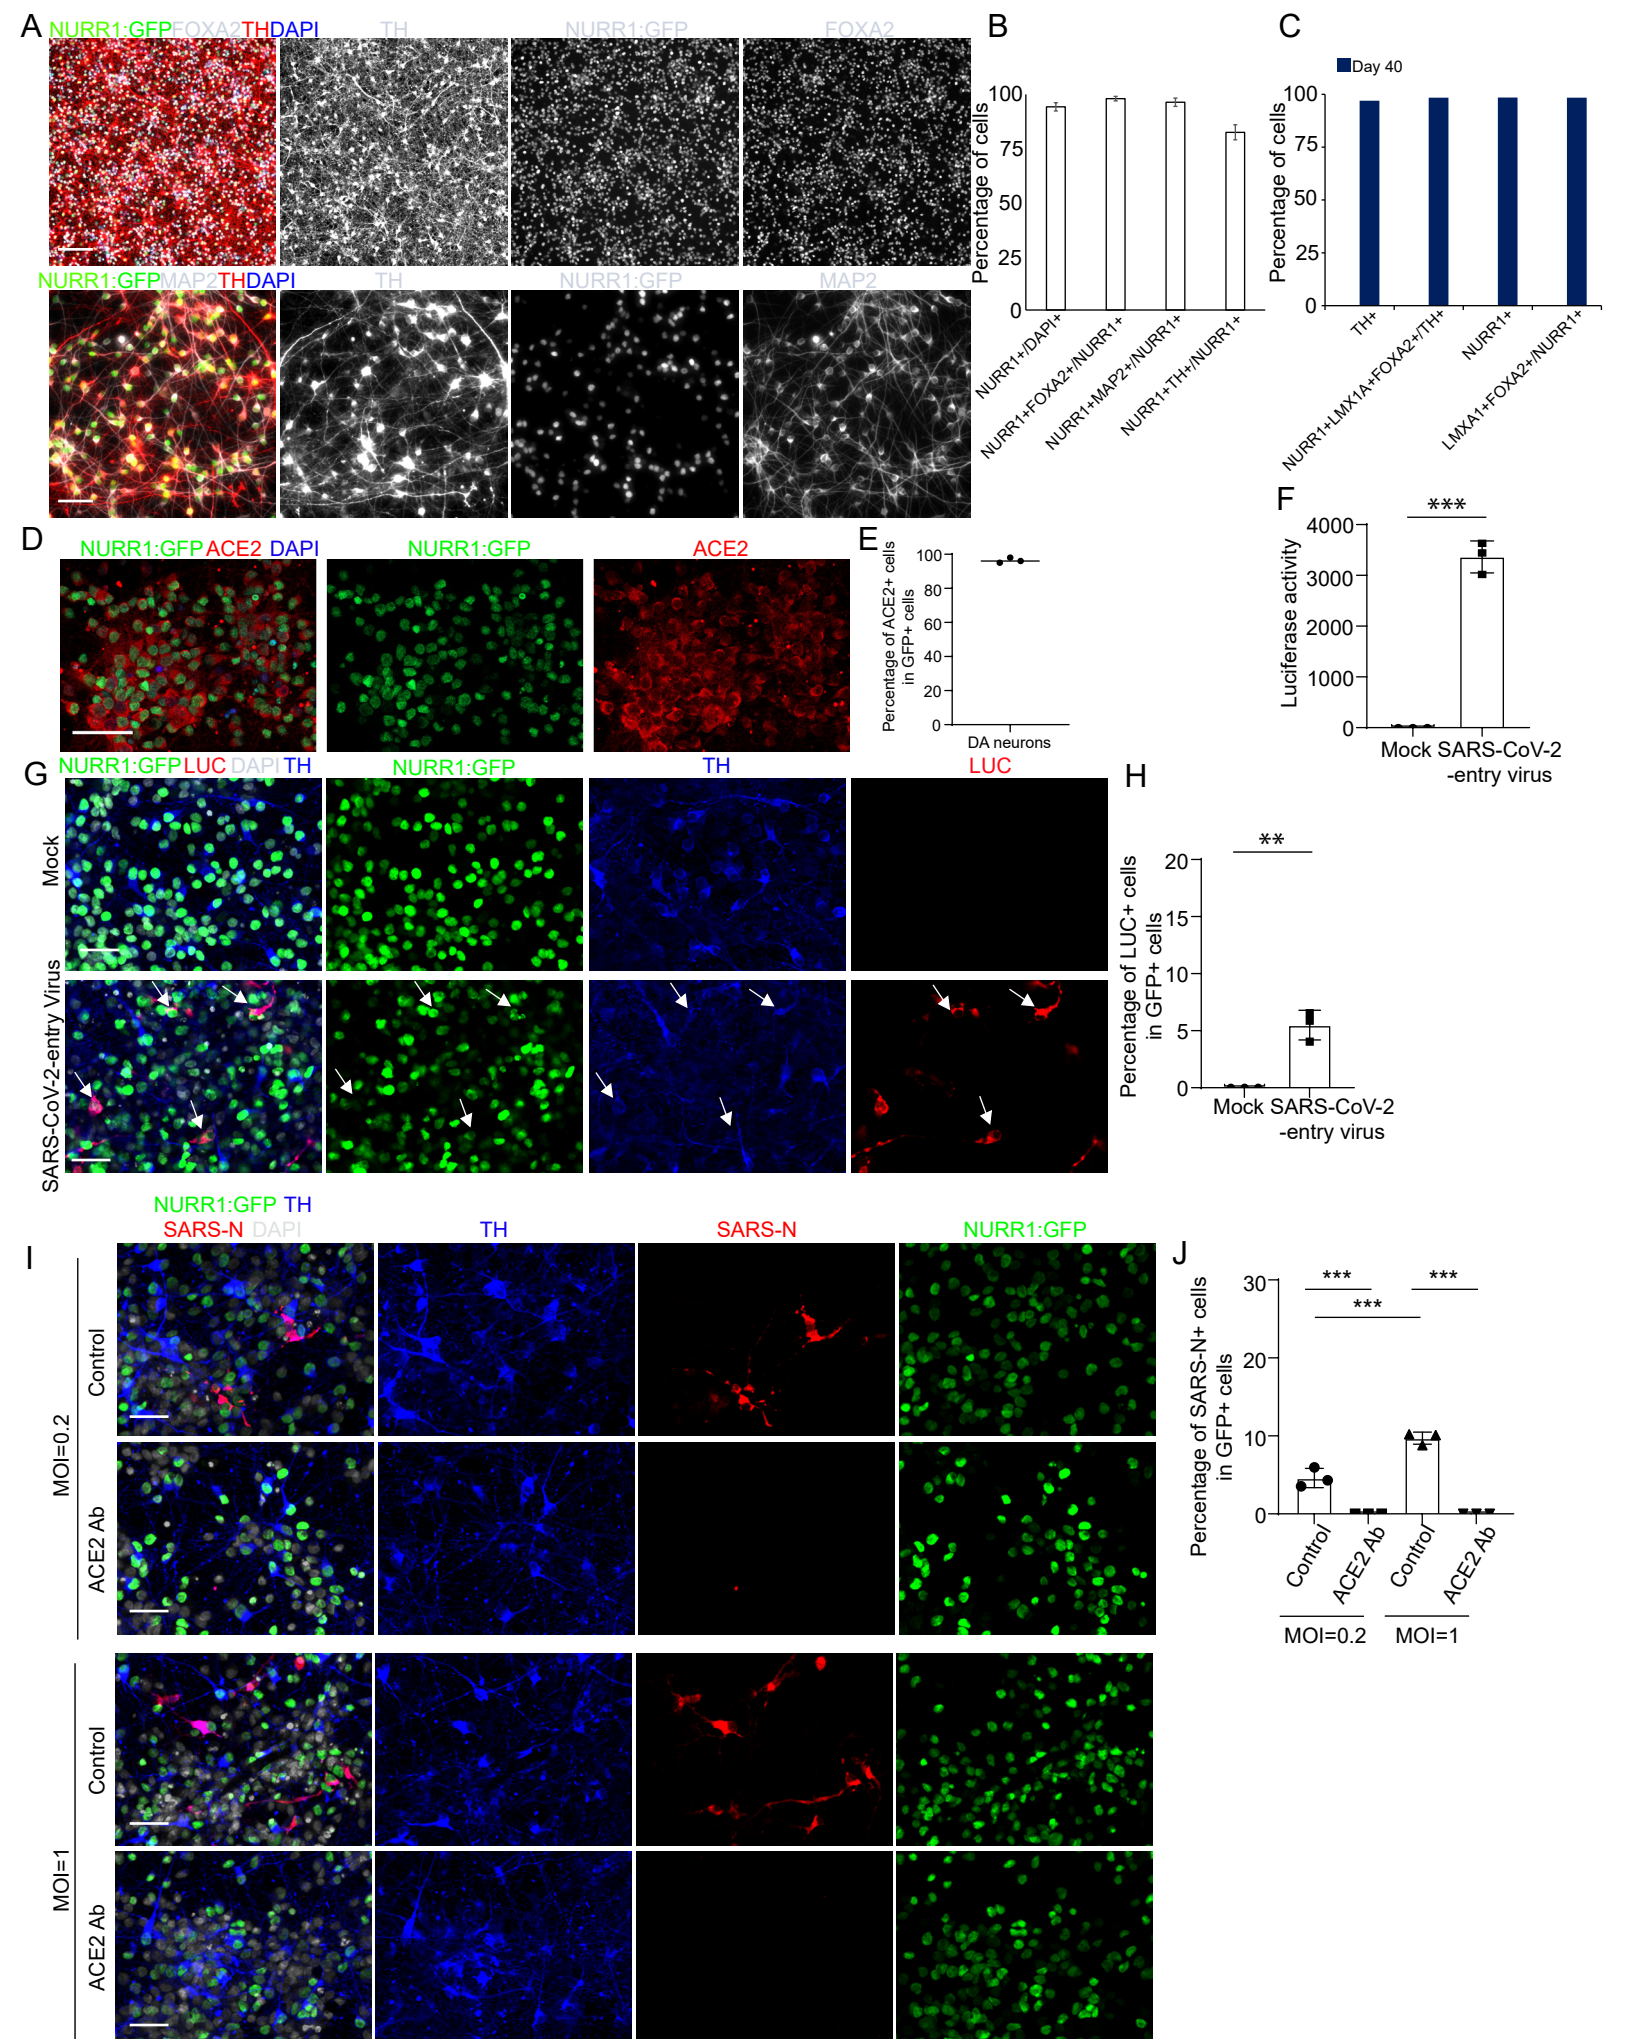 A
NURR1:GFPFOXA2THDAPI
TH
NURR1:GFP
FOXA2
NURR1:GFPMAP2THDAPI
TH
NURR1:GFP
MAP2
B
Percentage of cells
100
75
50
25
0
NURR1+/DAPI+
NURR1+FOXA2+/NURR1+
NURR1+MAP2+/NURR1+
NURR1+TH+/NURR1+
C
Day 40
Percentage of cells
100
75
50
25
0
TH+
NURR1+LMX1A+FOXA2+/TH+
NURR1+
LMXA1+FOXA2+/NURR1+
D
NURR1:GFP ACE2 DAPI
NURR1:GFP
ACE2
E
Percentage of ACE2+ cells
in GFP+ cells
100
80
60
40
20
0
DA neurons
F
Luciferase activity
4000
3000
2000
1000
0
***
Mock SARS-CoV-2
-entry virus
G
NURR1:GFP LUC DAPI TH
NURR1:GFP
TH
LUC
Mock
SARS-CoV-2-entry Virus
H
Percentage of LUC+ cells
in GFP+ cells
20
15
10
5
0
**
Mock SARS-CoV-2
-entry virus
I
NURR1:GFP TH
SARS-N DAPI
TH
SARS-N
NURR1:GFP
MOI=0.2
Control
ACE2 Ab
MOI=1
Control
ACE2 Ab
J
Percentage of SARS-N+ cells
in GFP+ cells
30
20
10
0
*** ***
***
Control
ACE2 Ab
Control
ACE2 Ab
MOI=0.2 MOI=1